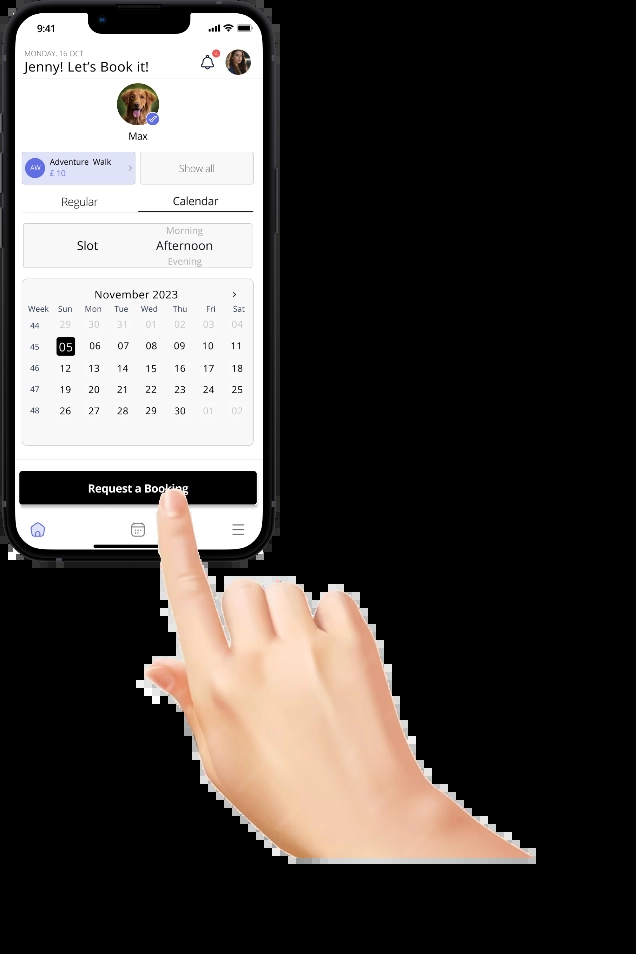 9:41
MONDAY, 16 OCT
Jenny! Let's Book it!
Max
AW Adventure Walk
£ 10
Show all
Regular Calendar
Morning
Slot Afternoon
Evening
November 2023
Week Sun Mon Tue Wed Thu Fri Sat
44 29 30 31 01 02 03 04
45 05 06 07 08 09 10 11
46 12 13 14 15 16 17 18
47 19 20 21 22 23 24 25
48 26 27 28 29 30 01 02
Request a Booking